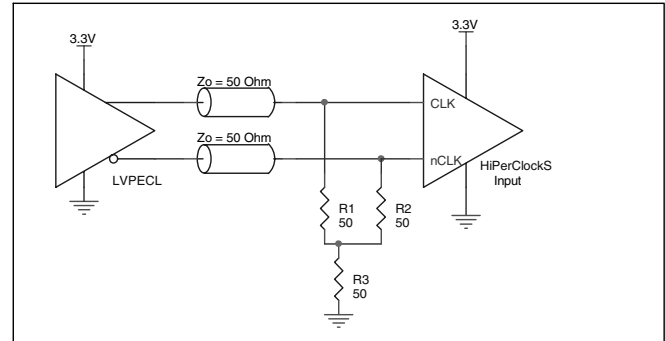 3.3V
3.3V
Zo = 50 Ohm
CLK
Zo = 50 Ohm
nCLK
HiPerClockS
Input
LVPECL
R1
50
R2
50
R3
50